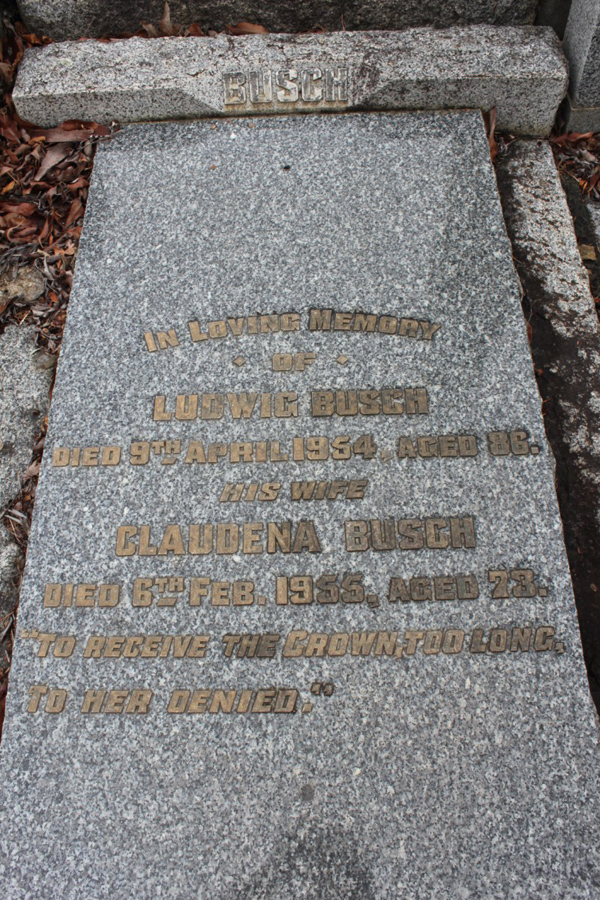 BUSCH
IN LOVING MEMORY
OF
LUDWIG BUSCH
DIED 9TH APRIL 1954, AGED 86.
HIS WIFE
CLAUDENA BUSCH
DIED 6TH FEB. 1955, AGED 73.
"TO RECEIVE THE CROWN, TOO LONG,
TO HER DENIED."